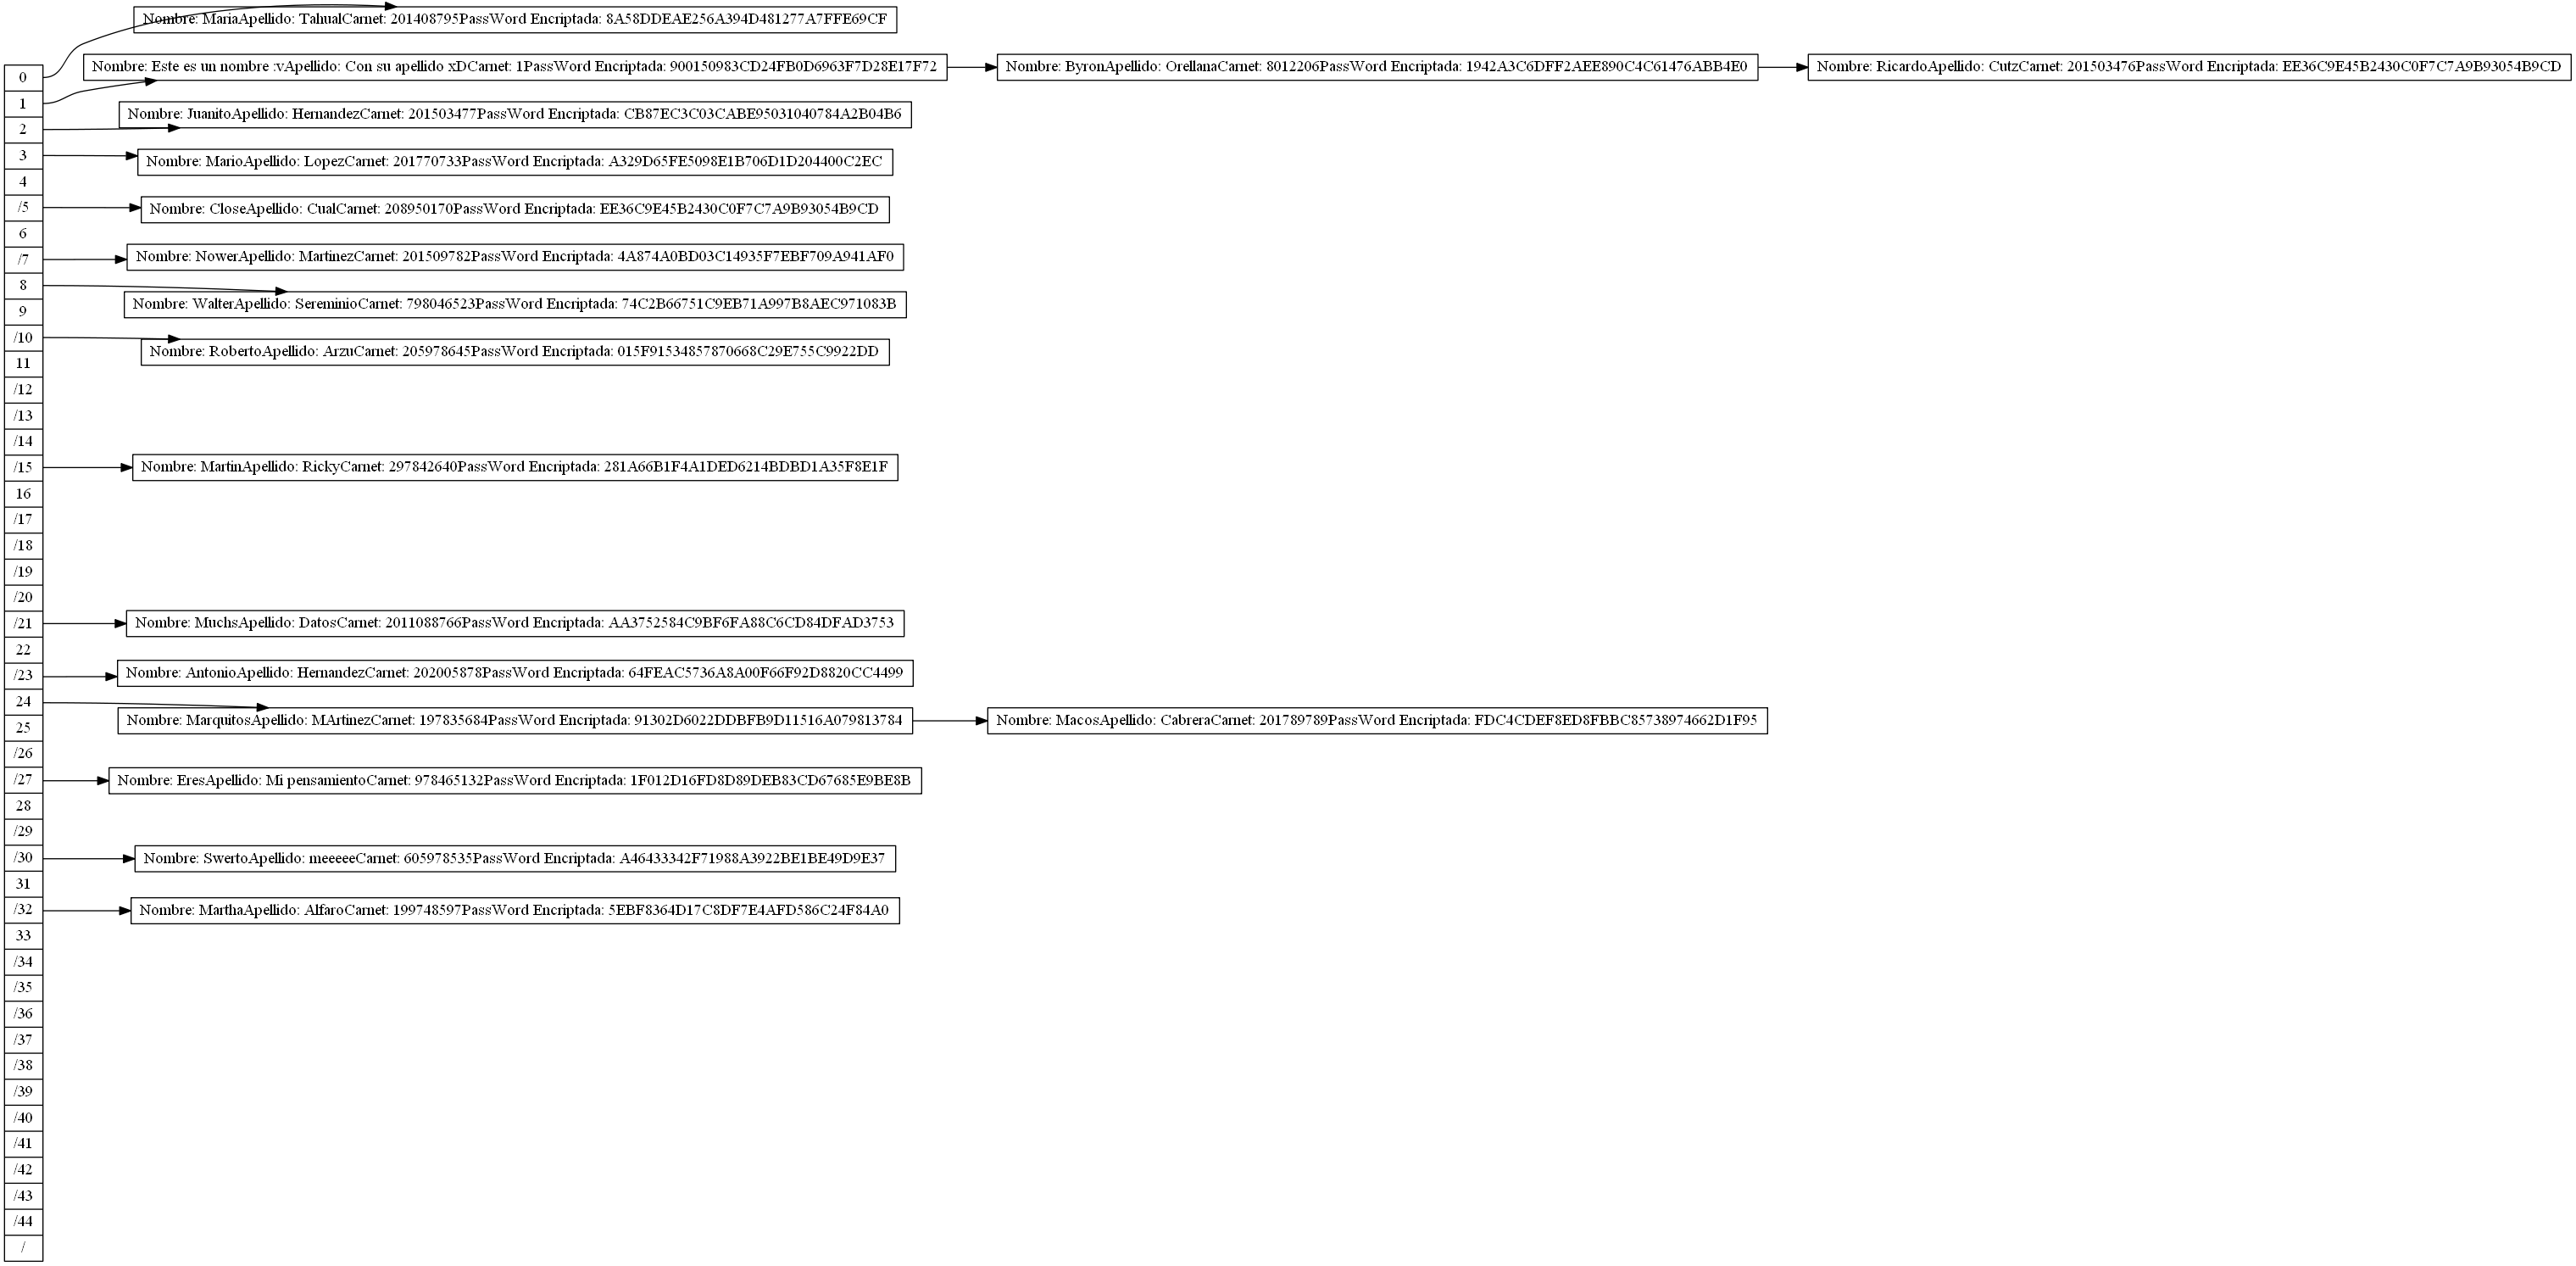 Nombre: MariaApellido: TahualCarnet: 201408795PassWord Encriptada: 8A58DDEAE256A394D481277A7FFE69CF
0
Nombre: Este es un nombre :vApellido: Con su apellido xDCarnet: 1PassWord Encriptada: 900150983CD24FB0D6963F7D28E17F72
Nombre: ByronApellido: OrellanaCarnet: 8012206PassWord Encriptada: 1942A3C6DFF2AEE890C4C61476ABB4E0
Nombre: RicardoApellido: CutzCarnet: 201503476PassWord Encriptada: EE36C9E45B2430C0F7C7A9B93054B9CD
1
Nombre: JuanitoApellido: HernandezCarnet: 201503477PassWord Encriptada: CB87EC3C03CABE95031040784A2B04B6
2
3
Nombre: MarioApellido: LopezCarnet: 201770733PassWord Encriptada: A329D65FE5098E1B706D1D204400C2EC
4
/5
Nombre: CloseApellido: CualCarnet: 208950170PassWord Encriptada: EE36C9E45B2430C0F7C7A9B93054B9CD
6
/7
Nombre: NowerApellido: MartinezCarnet: 201509782PassWord Encriptada: 4A874A0BD03C14935F7EBF709A941AF0
8
Nombre: WalterApellido: SereminioCarnet: 798046523PassWord Encriptada: 74C2B66751C9EB71A997B8AEC971083B
9
/10
Nombre: RobertoApellido: ArzuCarnet: 205978645PassWord Encriptada: 015F91534857870668C29E755C9922DD
11
/12
/13
/14
/15
Nombre: MartinApellido: RickyCarnet: 297842640PassWord Encriptada: 281A66B1F4A1DED6214BDBD1A35F8E1F
16
/17
/18
/19
/20
/21
Nombre: MuchsApellido: DatosCarnet: 2011088766PassWord Encriptada: AA3752584C9BF6FA88C6CD84DFAD3753
22
/23
Nombre: AntonioApellido: HernandezCarnet: 202005878PassWord Encriptada: 64FEAC5736A8A00F66F92D8820CC4499
24
Nombre: MarquitosApellido: MArtinezCarnet: 197835684PassWord Encriptada: 91302D6022DDBFB9D11516A079813784
Nombre: MacosApellido: CabreraCarnet: 201789789PassWord Encriptada: FDC4CDEF8ED8FBBC85738974662D1F95
25
/26
/27
Nombre: EresApellido: Mi pensamientoCarnet: 978465132PassWord Encriptada: 1F012D16FD8D89DEB83CD67685E9BE8B
28
/29
/30
Nombre: SwertoApellido: meeeeeCarnet: 605978535PassWord Encriptada: A46433342F71988A3922BE1BE49D9E37
31
/32
Nombre: MarthaApellido: AlfaroCarnet: 199748597PassWord Encriptada: 5EBF8364D17C8DF7E4AFD586C24F84A0
33
/34
/35
/36
/37
/38
/39
/40
/41
/42
/43
/44
/